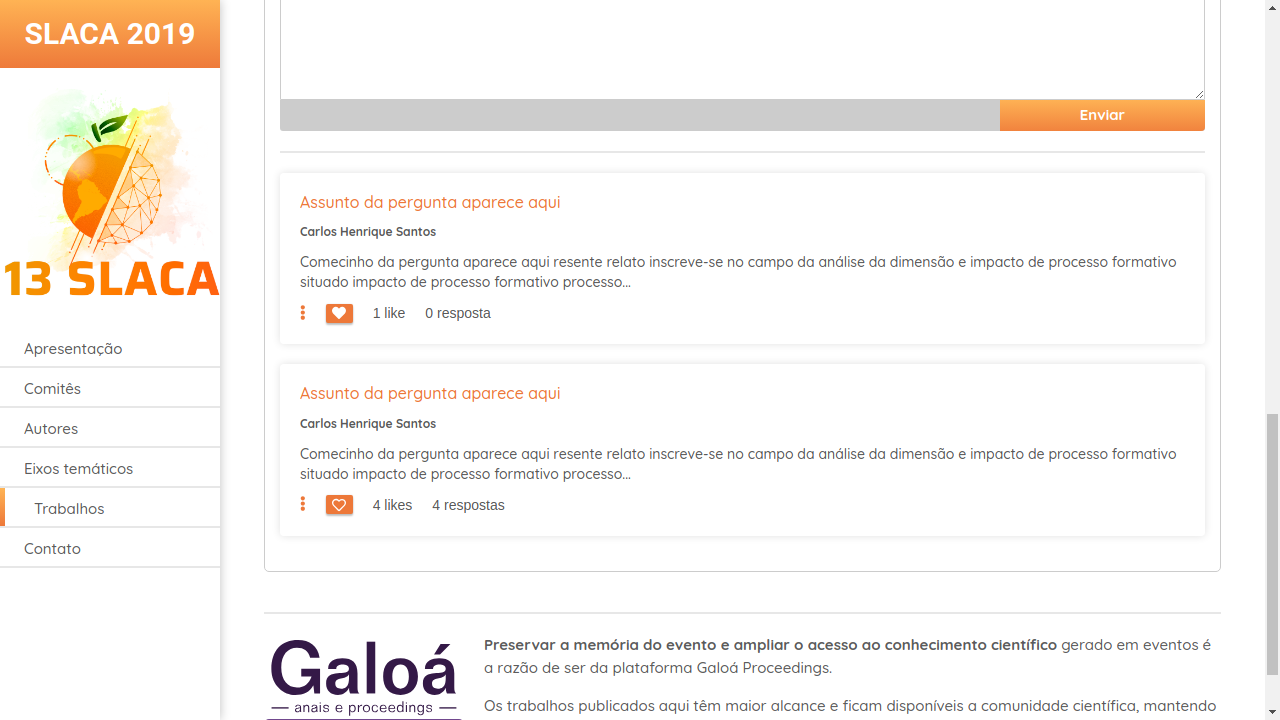 SLACA 2019
13 SLACA
Apresentação
Comitês
Autores
Eixos temáticos
Trabalhos
Contato
Enviar
Assunto da pergunta aparece aqui
Carlos Henrique Santos
Comecinho da pergunta aparece aqui resente relato inscreve-se no campo da análise da dimensão e impacto de processo formativo
situado impacto de processo formativo processo...
1 like 0 resposta
Assunto da pergunta aparece aqui
Carlos Henrique Santos
Comecinho da pergunta aparece aqui resente relato inscreve-se no campo da análise da dimensão e impacto de processo formativo
situado impacto de processo formativo processo...
4 likes 4 respostas
Galoá
anais e proceedings
Preservar a memória do evento e ampliar o acesso ao conhecimento científico gerado em eventos é
a razão de ser da plataforma Galoá Proceedings.
Os trabalhos publicados aqui têm maior alcance e ficam disponíveis a comunidade científica, mantendo